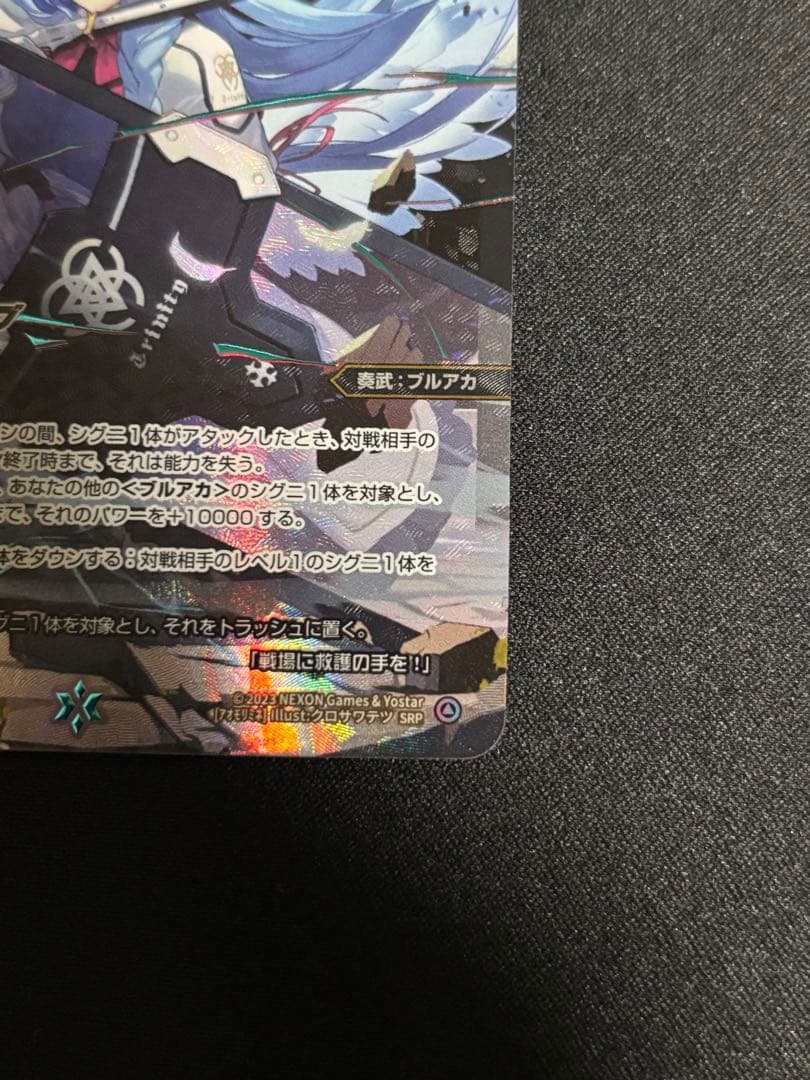 Trinity
奏武：ブルアカ
ンの間、シグニ1体がアタックしたとき、対戦相手の
終了時まで、それは能力を失う。
、あなたの他の<ブルアカ>のシグニ1体を対象とし、
で、それのパワーを＋10000する。
体をダウンする：対戦相手のレベル1のシグニ1体を
グニ1体を対象とし、それをトラッシュに置く。
「戦場に救護の手を！」
©2023 NEXON Games & Yostar
[アオモリミネ] Illust.クロサワテツ SRP